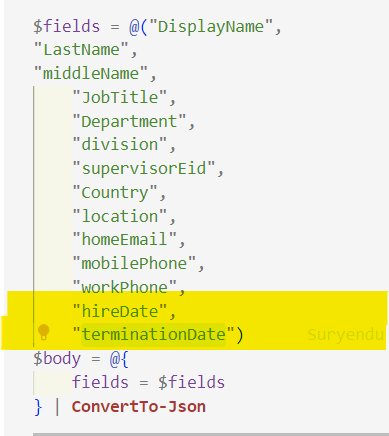 $fields = @("DisplayName",
"LastName",
"middleName",
"JobTitle",
"Department",
"division",
"supervisorEid",
"Country",
"location",
"homeEmail",
"mobilePhone",
"workPhone",
"hireDate",
"terminationDate") Suryendu
$body = @{
fields = $fields
} | ConvertTo-Json